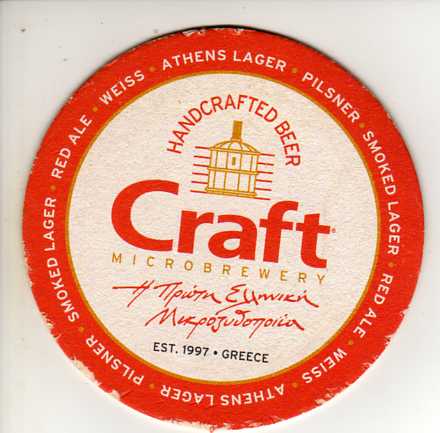 WEISS • ATHENS LAGER • PILSNER • SMOKED LAGER • RED ALE • WEISS • ATHENS LAGER • PILSNER • SMOKED LAGER • RED ALE •
HANDCRAFTED BEER
Craft
MICROBREWERY
Η Πρώτη Ελληνική
Μικροζυθοποιία
EST. 1997 • GREECE